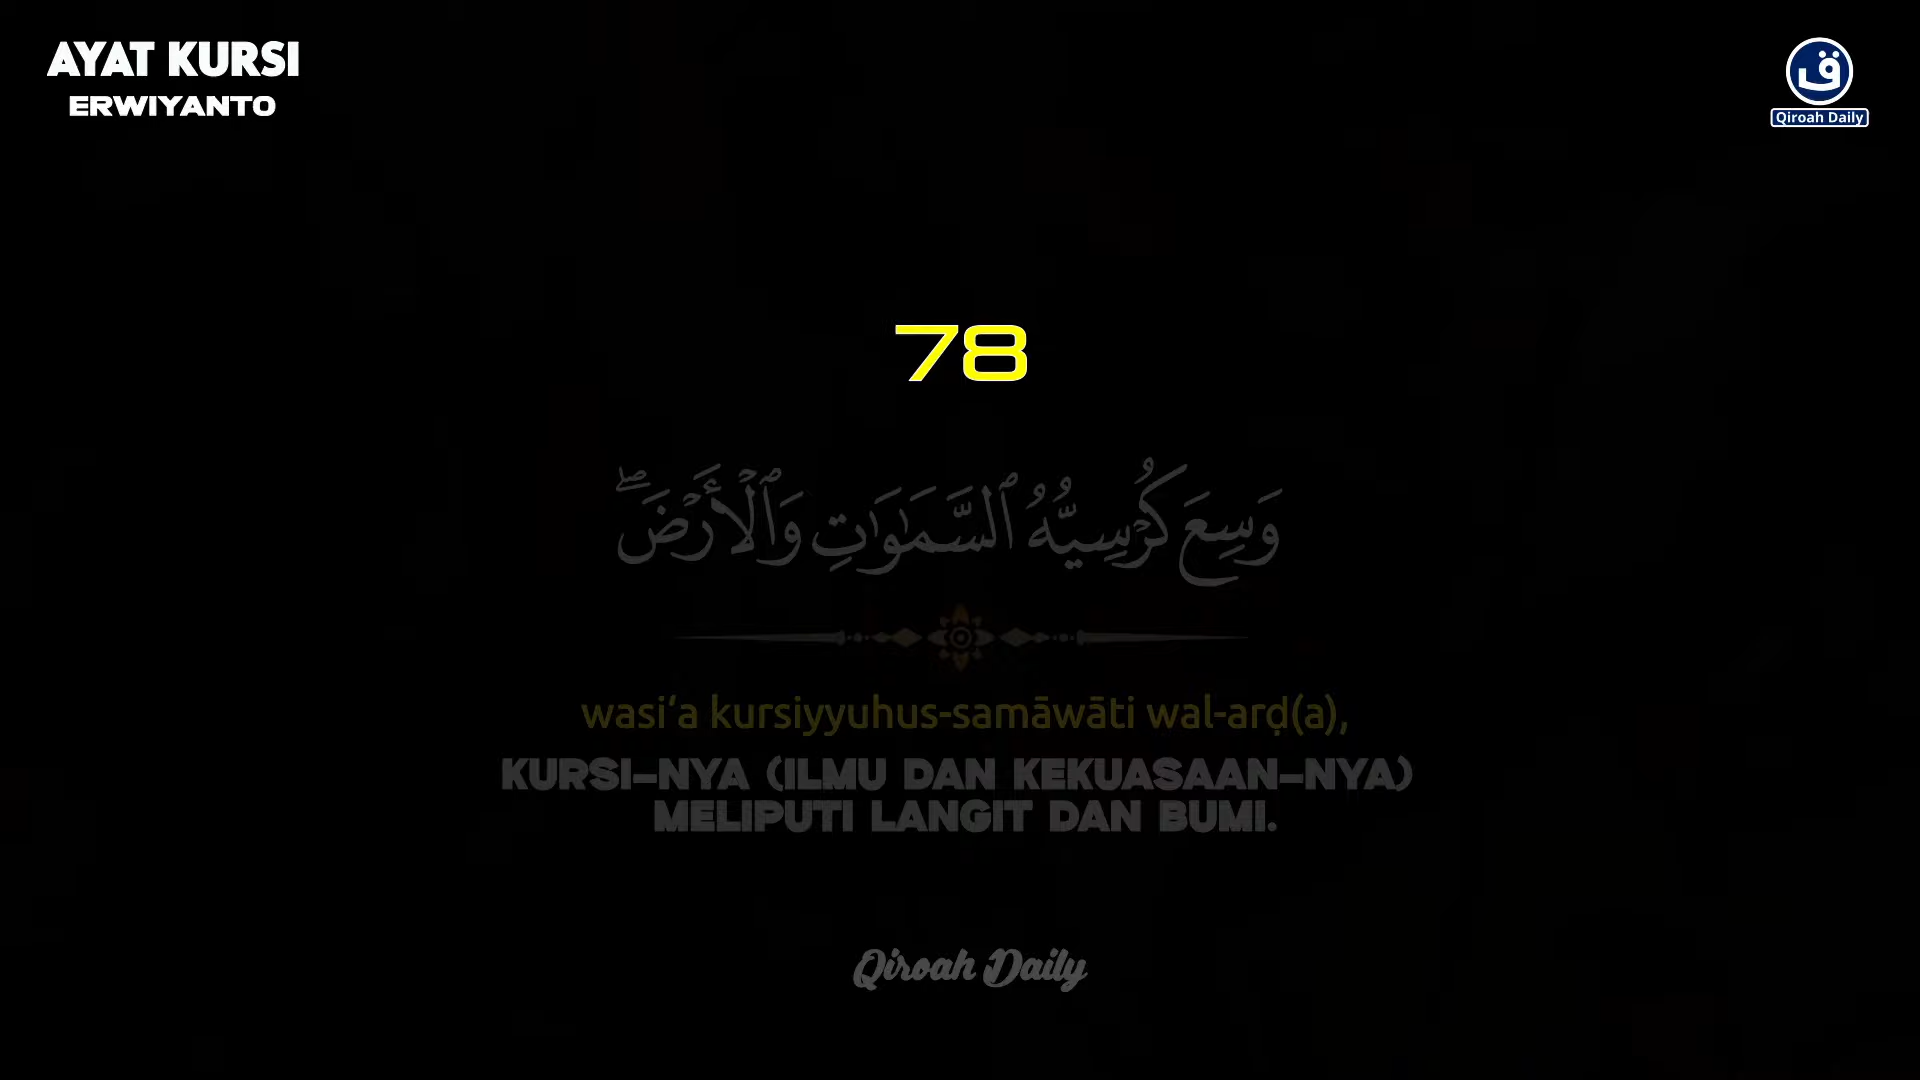 AYAT KURSI
ERWIYANTO
ق
Qiroah Daily
78
وَسِعَ كُرْسِيُّهُ ٱلسَّمَٰوَٰتِ وَٱلْأَرْضَ ۖ
wasi‘a kursiyyuhus-samāwāti wal-arḍ(a),
KURSI-NYA (ILMU DAN KEKUASAAN-NYA)
MELIPUTI LANGIT DAN BUMI.
Qiroah Daily